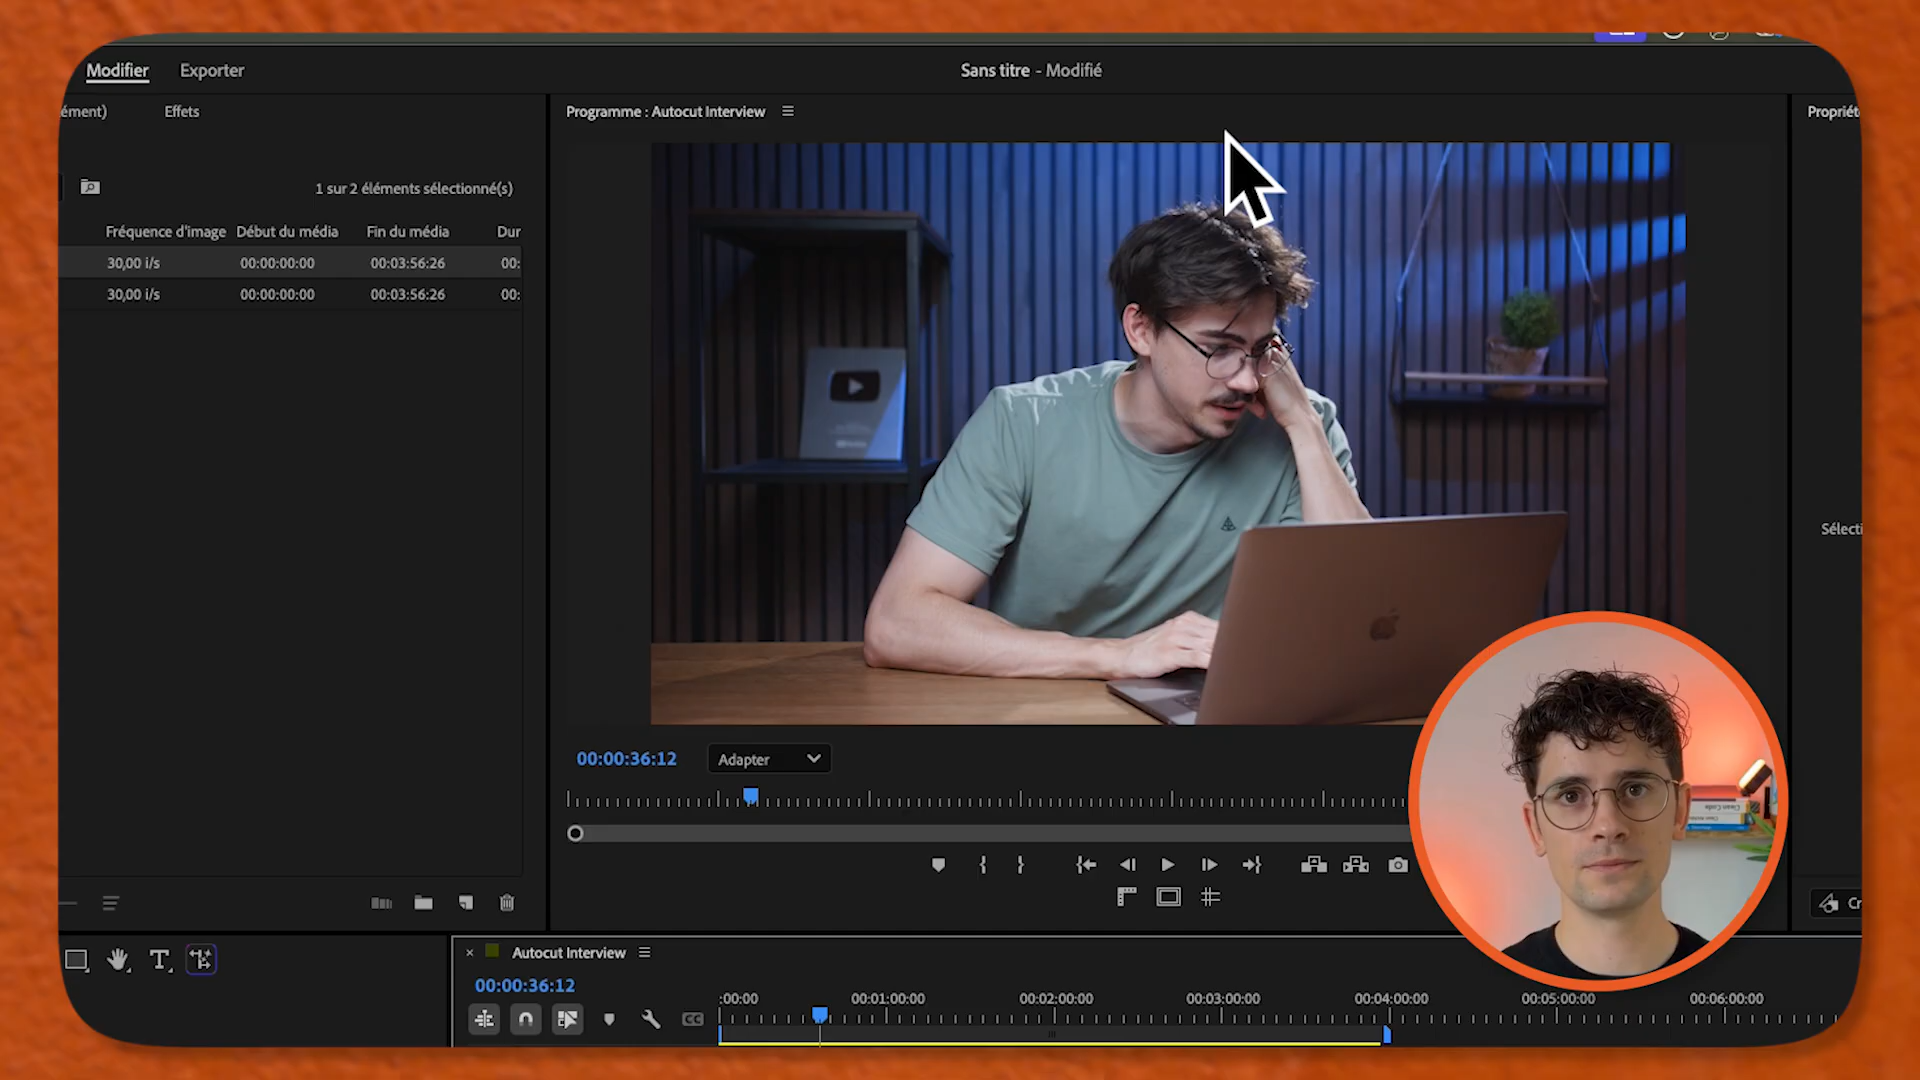 Modifier Exporter Sans titre - Modifié
ément) Effets Programme : Autocut Interview Propriét
1 sur 2 éléments sélectionné(s)
Fréquence d'image Début du média Fin du média Dur
30,00 i/s 00:00:00:00 00:03:56:26 00:
30,00 i/s 00:00:00:00 00:03:56:26 00:
Sélecti
00:00:36:12 Adapter
Clean Code
Cr
T
× Autocut Interview
00:00:36:12
:00:00 00:01:00:00 00:02:00:00 00:03:00:00 00:04:00:00 00:05:00:00 00:06:00:00
CC